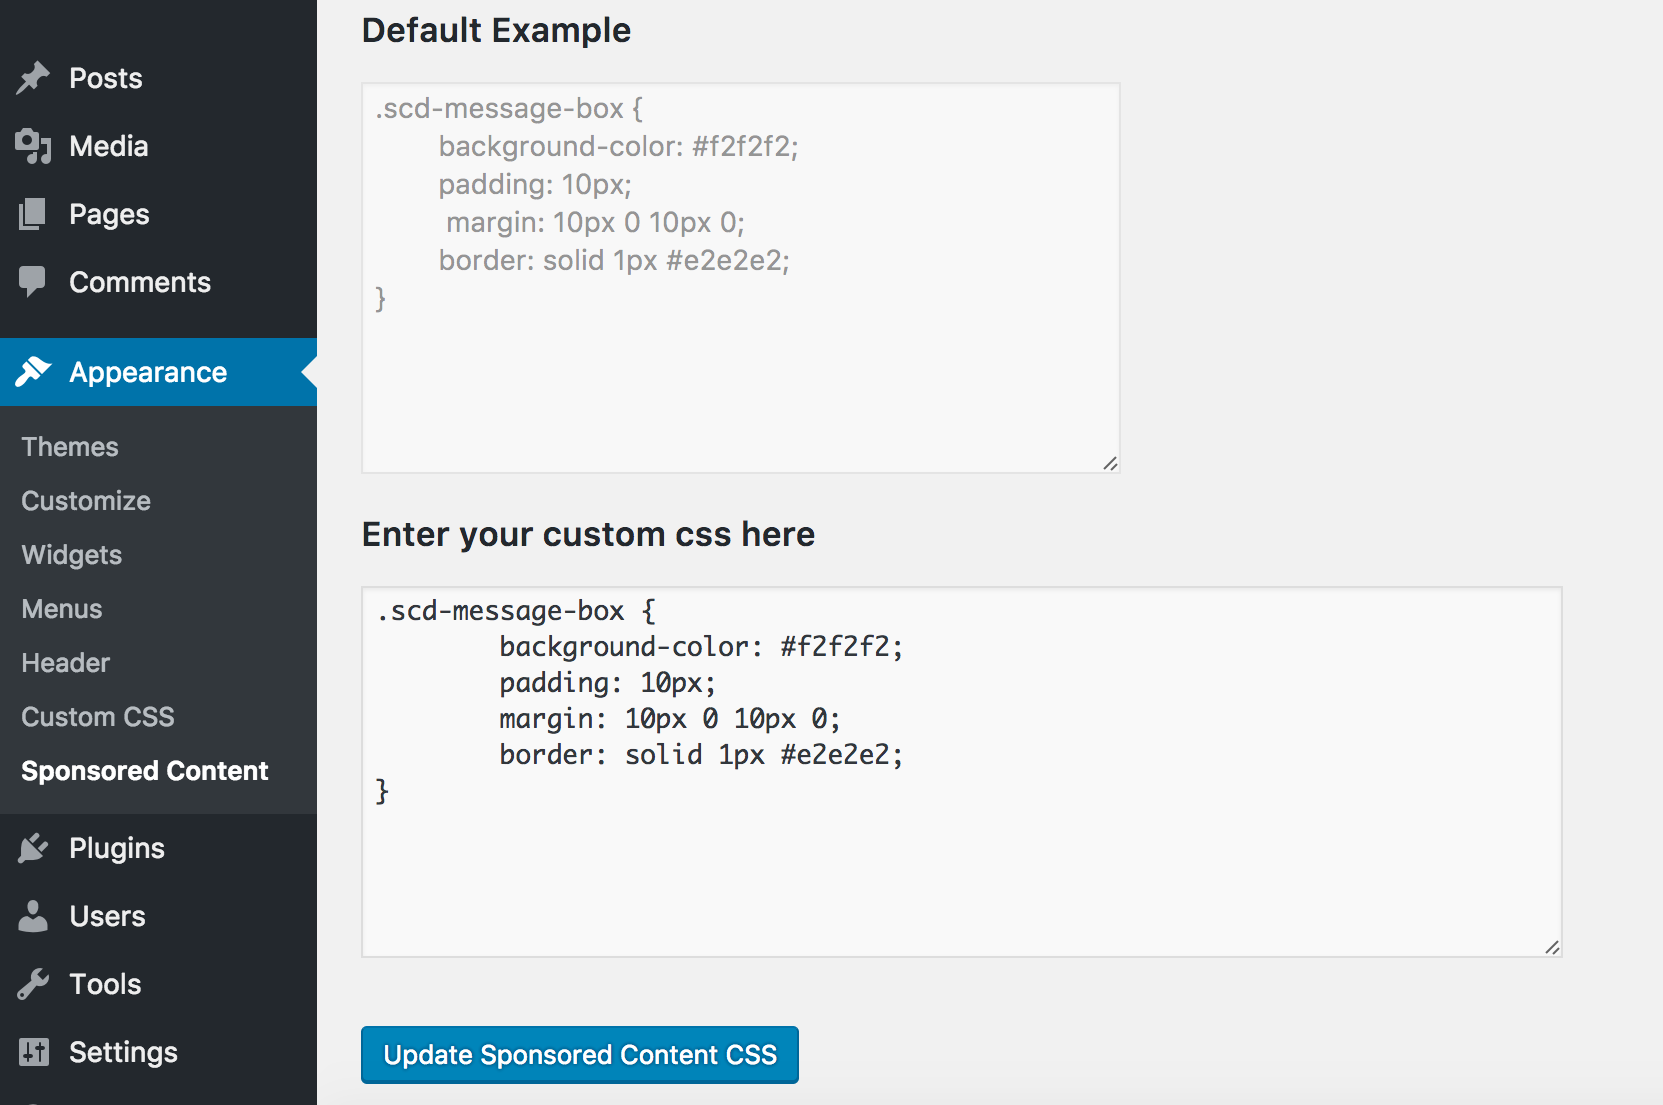 Posts
Media
Pages
Comments
Appearance
Themes
Customize
Widgets
Menus
Header
Custom CSS
Sponsored Content
Plugins
Users
Tools
Settings
Default Example
.scd-message-box {
background-color: #f2f2f2;
padding: 10px;
margin: 10px 0 10px 0;
border: solid 1px #e2e2e2;
}
Enter your custom css here
.scd-message-box {
background-color: #f2f2f2;
padding: 10px;
margin: 10px 0 10px 0;
border: solid 1px #e2e2e2;
}
Update Sponsored Content CSS